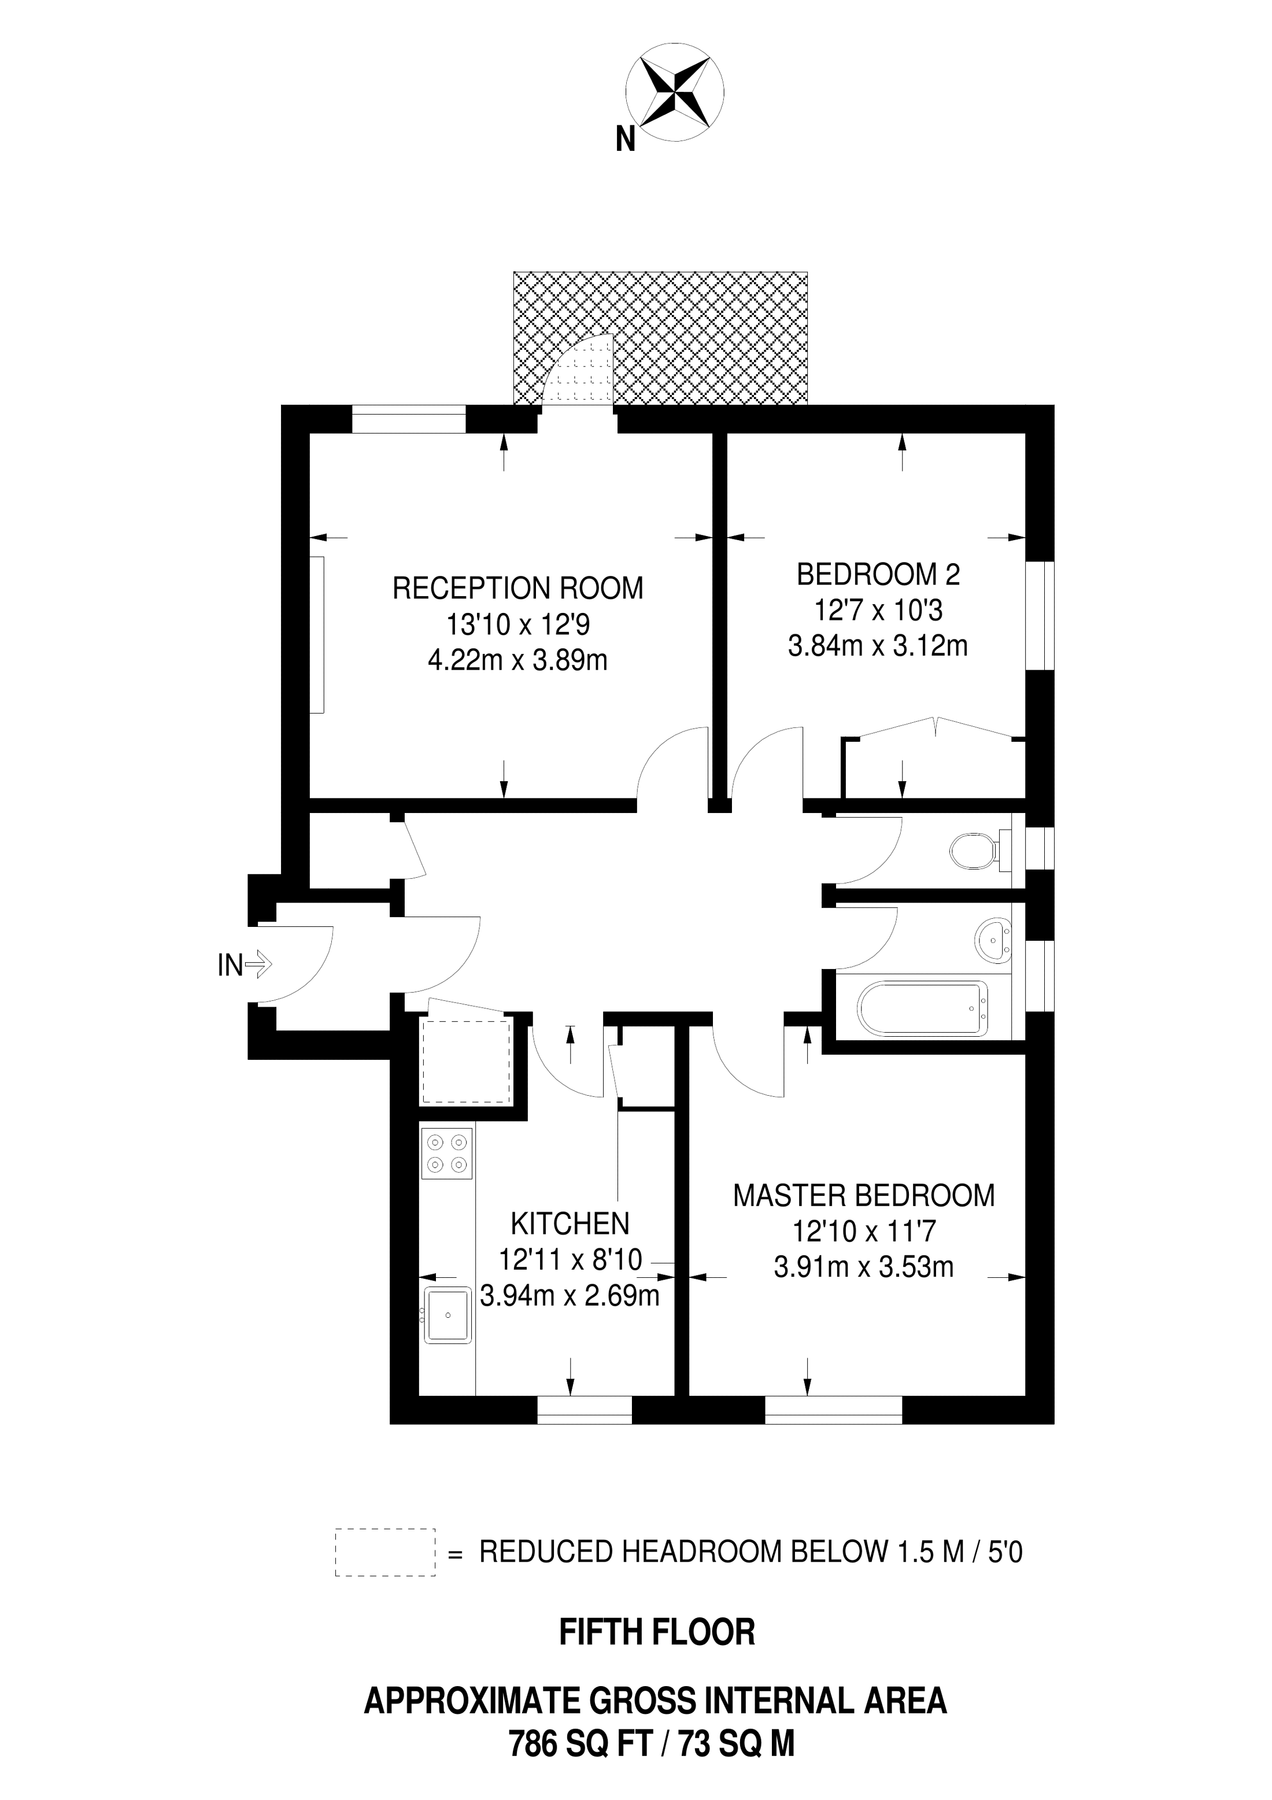 N
RECEPTION ROOM
13'10 x 12'9
4.22m x 3.89m
BEDROOM 2
12'7 x 10'3
3.84m x 3.12m
IN
KITCHEN
12'11 x 8'10
3.94m x 2.69m
MASTER BEDROOM
12'10 x 11'7
3.91m x 3.53m
= REDUCED HEADROOM BELOW 1.5 M / 5'0
FIFTH FLOOR
APPROXIMATE GROSS INTERNAL AREA
786 SQ FT / 73 SQ M